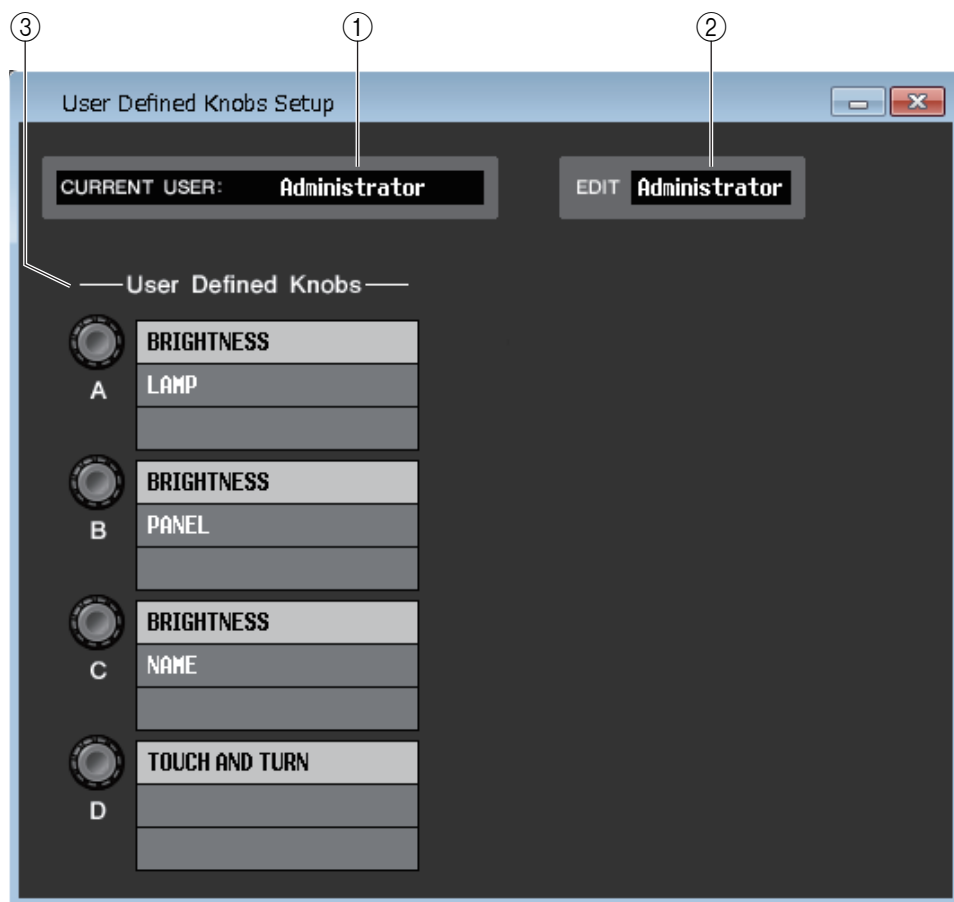 ③ ① ②
User Defined Knobs Setup
CURRENT USER: Administrator EDIT Administrator
User Defined Knobs
BRIGHTNESS
A LAMP
BRIGHTNESS
B PANEL
BRIGHTNESS
C NAME
TOUCH AND TURN
D